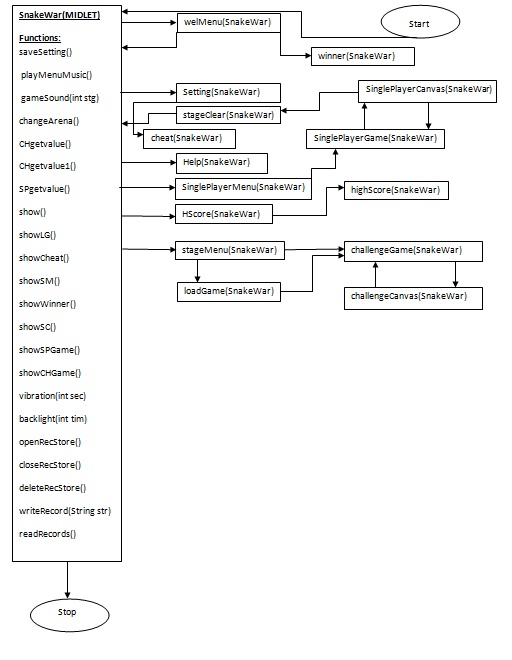 SnakeWar(MIDLET)
Functions:
saveSetting()
playMenuMusic()
gameSound(int stg)
changeArena()
CHgetvalue()
CHgetvalue1()
SPgetvalue()
show()
showLG()
showCheat()
showSM()
showWinner()
showSC()
showSPGame()
showCHGame()
vibration(int sec)
backlight(int tim)
openRecStore()
closeRecStore()
deleteRecStore()
writeRecord(String str)
readRecords()
Stop
Start
welMenu(SnakeWar)
winner(SnakeWar)
Setting(SnakeWar)
SinglePlayerCanvas(SnakeWar)
stageClear(SnakeWar)
cheat(SnakeWar)
SinglePlayerGame(SnakeWar)
Help(SnakeWar)
SinglePlayerMenu(SnakeWar)
highScore(SnakeWar)
HScore(SnakeWar)
stageMenu(SnakeWar)
challengeGame(SnakeWar)
loadGame(SnakeWar)
challengeCanvas(SnakeWar)